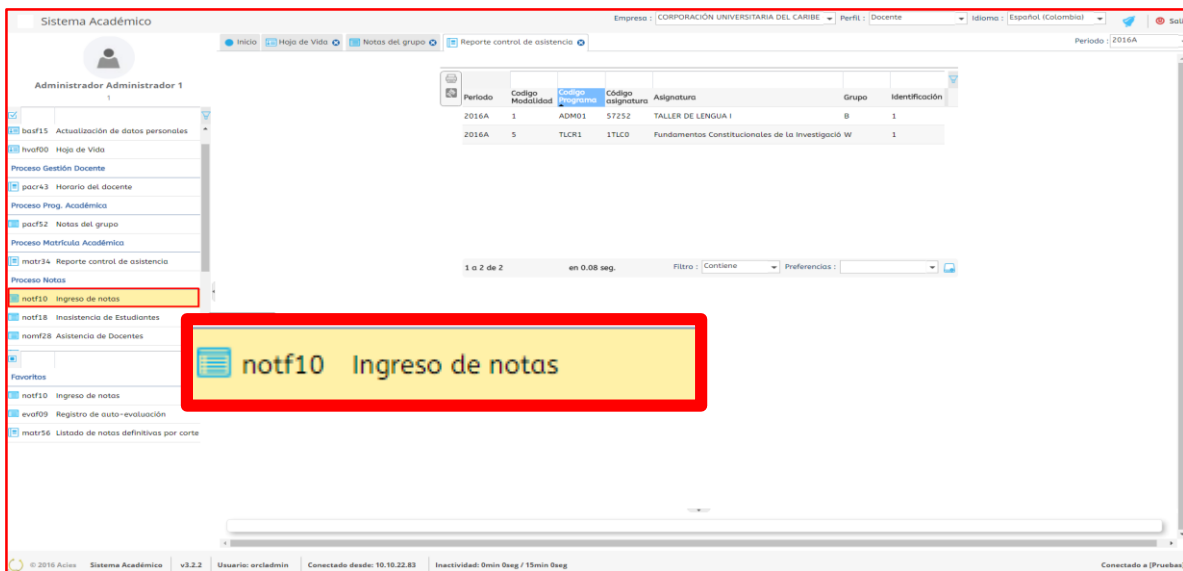 Sistema Académico
Empresa : CORPORACIÓN UNIVERSITARIA DEL CARIBE Perfil : Docente Idioma : Español (Colombia) Sali
Inicio Hoja de Vida Notas del grupo Reporte control de asistencia Periodo : 2016A
Administrador Administrador 1
1
basf15 Actualización de datos personales
hvaf00 Hoja de Vida
Proceso Gestión Docente
pacr43 Horario del docente
Proceso Prog. Académica
pacf52 Notas del grupo
Proceso Matrícula Académica
matr34 Reporte control de asistencia
Proceso Notas
notf10 Ingreso de notas
notf18 Inasistencia de Estudiantes
nomf28 Asistencia de Docentes
Favoritos
notf10 Ingreso de notas
evaf09 Registro de auto-evaluación
matr56 Listado de notas definitivas por corte
Periodo Codigo Modalidad Codigo Programa Código asignatura Asignatura Grupo Identificación
2016A 1 ADM01 57252 TALLER DE LENGUA I B 1
2016A 5 TLCR1 1TLC0 Fundamentos Constitucionales de la Investigació W 1
1 a 2 de 2 en 0.08 seg. Filtro : Contiene Preferencias :
notf10 Ingreso de notas
© 2016 Acies Sistema Académico v3.2.2 Usuario: orcladmin Conectado desde: 10.10.22.83 Inactividad: 0min 0seg / 15min 0seg Conectado a [Pruebas]